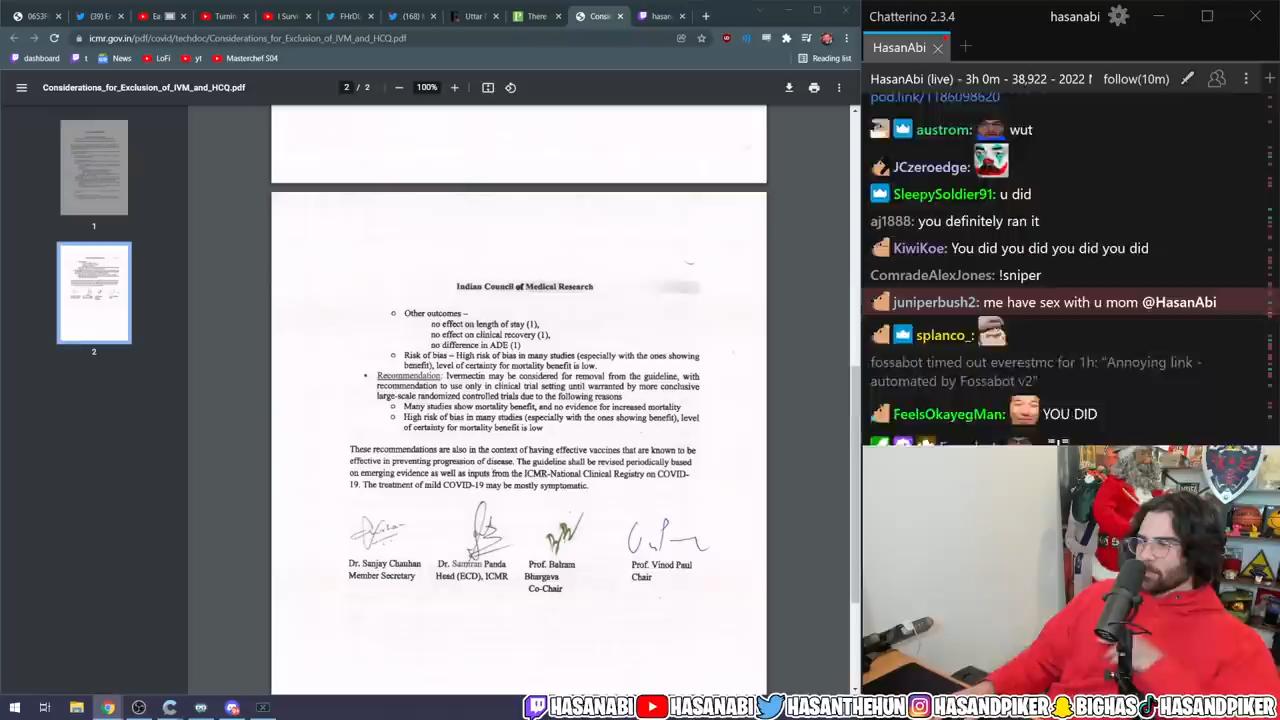 Chatterino 2.3.4
hasanabi
icmr.gov.in/pdf/covid/techdoc/Considerations_for_Exclusion_of_IVM_and_HCQ.pdf
dashboard
t
News
LoFi
yt
Masterchef S04
Reading list
HasanAbi
HasanAbi (live) - 3h 0m - 38,922 - 2022
follow(10m)
Considerations_for_Exclusion_of_IVM_and_HCQ.pdf
2 / 2
100%
1
2
Indian Council of Medical Research
Other outcomes –
no effect on length of stay (1),
no effect on clinical recovery (1),
no difference in ADE (1)
Risk of bias – High risk of bias in many studies (especially with the ones showing
benefit), level of certainty for mortality benefit is low.
Recommendation: Ivermectin may be considered for removal from the guideline, with
recommendation to use only in clinical trial setting until warranted by more conclusive
large-scale randomized controlled trials due to the following reasons
Many studies show mortality benefit, and no evidence for increased mortality
High risk of bias in many studies (especially with the ones showing benefit), level
of certainty for mortality benefit is low
These recommendations are also in the context of having effective vaccines that are known to be
effective in preventing progression of disease. The guideline shall be revised periodically based
on emerging evidence as well as inputs from the ICMR-National Clinical Registry on COVID-
19. The treatment of mild COVID-19 may be mostly symptomatic.
Dr. Sanjay Chauhan
Member Secretary
Dr. Samiran Panda
Head (ECD), ICMR
Prof. Balram
Bhargava
Co-Chair
Prof. Vinod Paul
Chair
pod.link/1186098620
austrom: wut
JCzeroedge:
SleepySoldier91: u did
aj1888: you definitely ran it
KiwiKoe: You did you did you did you did
ComradeAlexJones: !sniper
juniperbush2: me have sex with u mom @HasanAbi
splanco_:
fossabot timed out everestmc for 1h: "Annoying link -
automated by Fossabot v2"
FeelsOkayegMan: YOU DID
HASANABI
HASANABI
HASANTHEHUN
HASANDPIKER
BIGHAS
HASANDPIKER